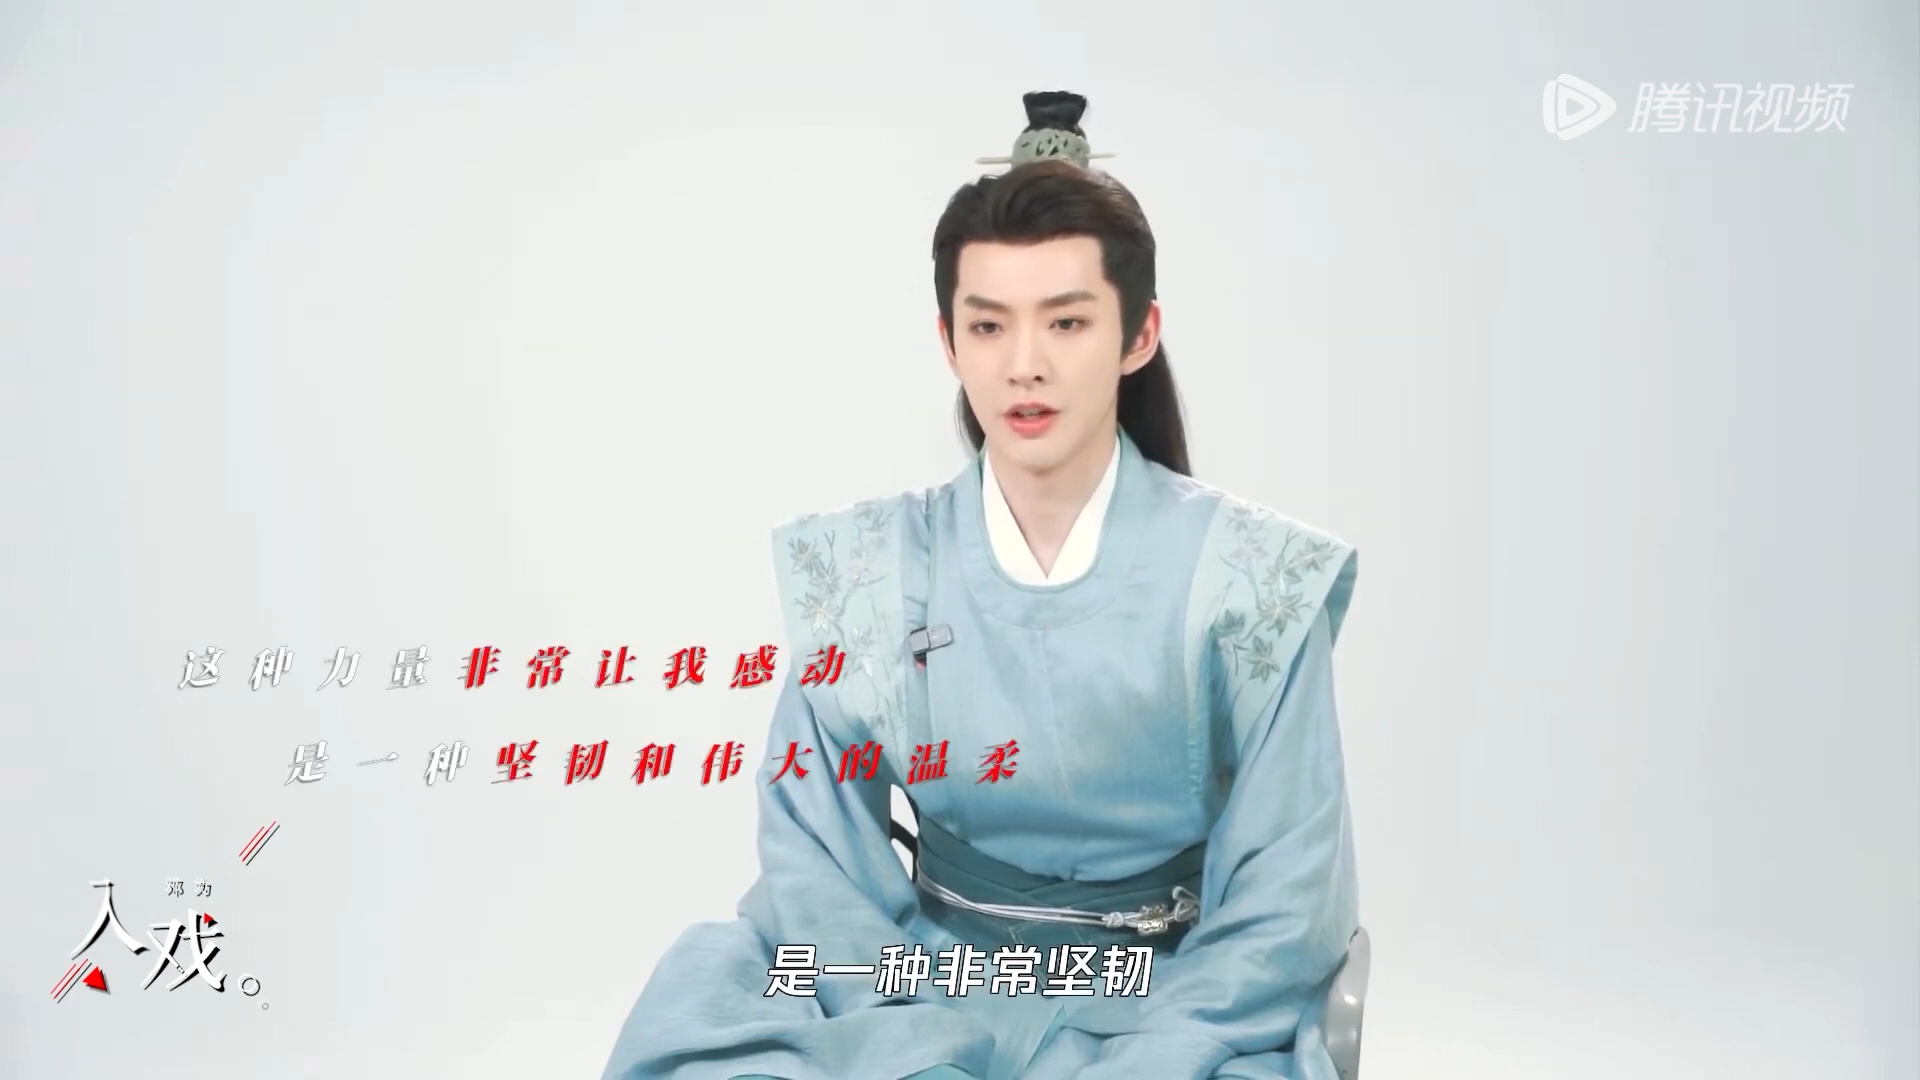 腾讯视频
这种力量非常让我感动
是一种坚韧和伟大的温柔
邓为
入戏。
是一种非常坚韧